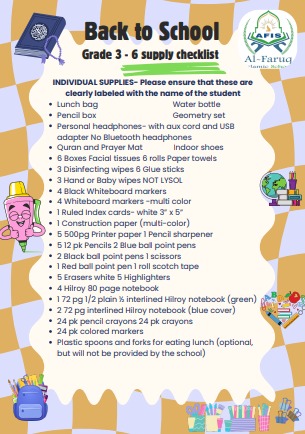 Back to School
Grade 3 - 6 supply checklist
AFIS
Al-Faruq
Islamic School
INDIVIDUAL SUPPLIES- Please ensure that these are
clearly labeled with the name of the student
Lunch bag Water bottle
Pencil box Geometry set
Personal headphones- with aux cord and USB
adapter No Bluetooth headphones
Quran and Prayer Mat Indoor shoes
6 Boxes Facial tissues 6 rolls Paper towels
3 Disinfecting wipes 6 Glue sticks
3 Hand or Baby wipes NOT LYSOL
4 Black Whiteboard markers
4 Whiteboard markers -multi color
1 Ruled Index cards- white 3" x 5"
1 Construction paper (multi-color)
5 500pg Printer paper 1 Pencil sharpener
5 12 pk Pencils 2 Blue ball point pens
2 Black ball point pens 1 scissors
1 Red ball point pen 1 roll scotch tape
5 Erasers white 5 Highlighters
4 Hilroy 80 page notebook
1 72 pg 1/2 plain ½ interlined Hilroy notebook (green)
2 72 pg interlined Hilroy notebook (blue cover)
24 pk pencil crayons 24 pk crayons
24 pk colored markers
Plastic spoons and forks for eating lunch (optional,
but will not be provided by the school)